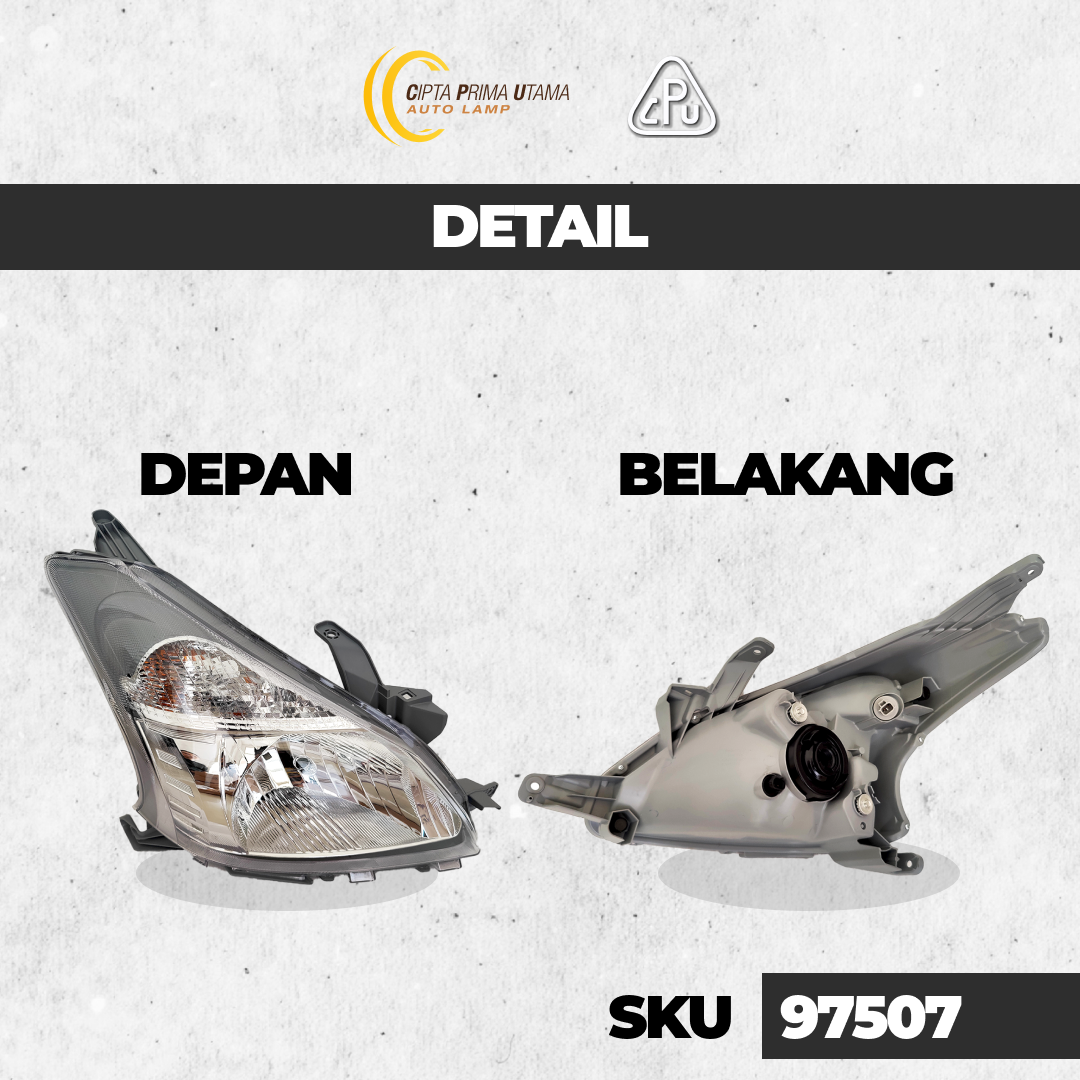 CIPTA PRIMA UTAMA
AUTO LAMP
CPU
DETAIL
DEPAN
BELAKANG
SKU 97507